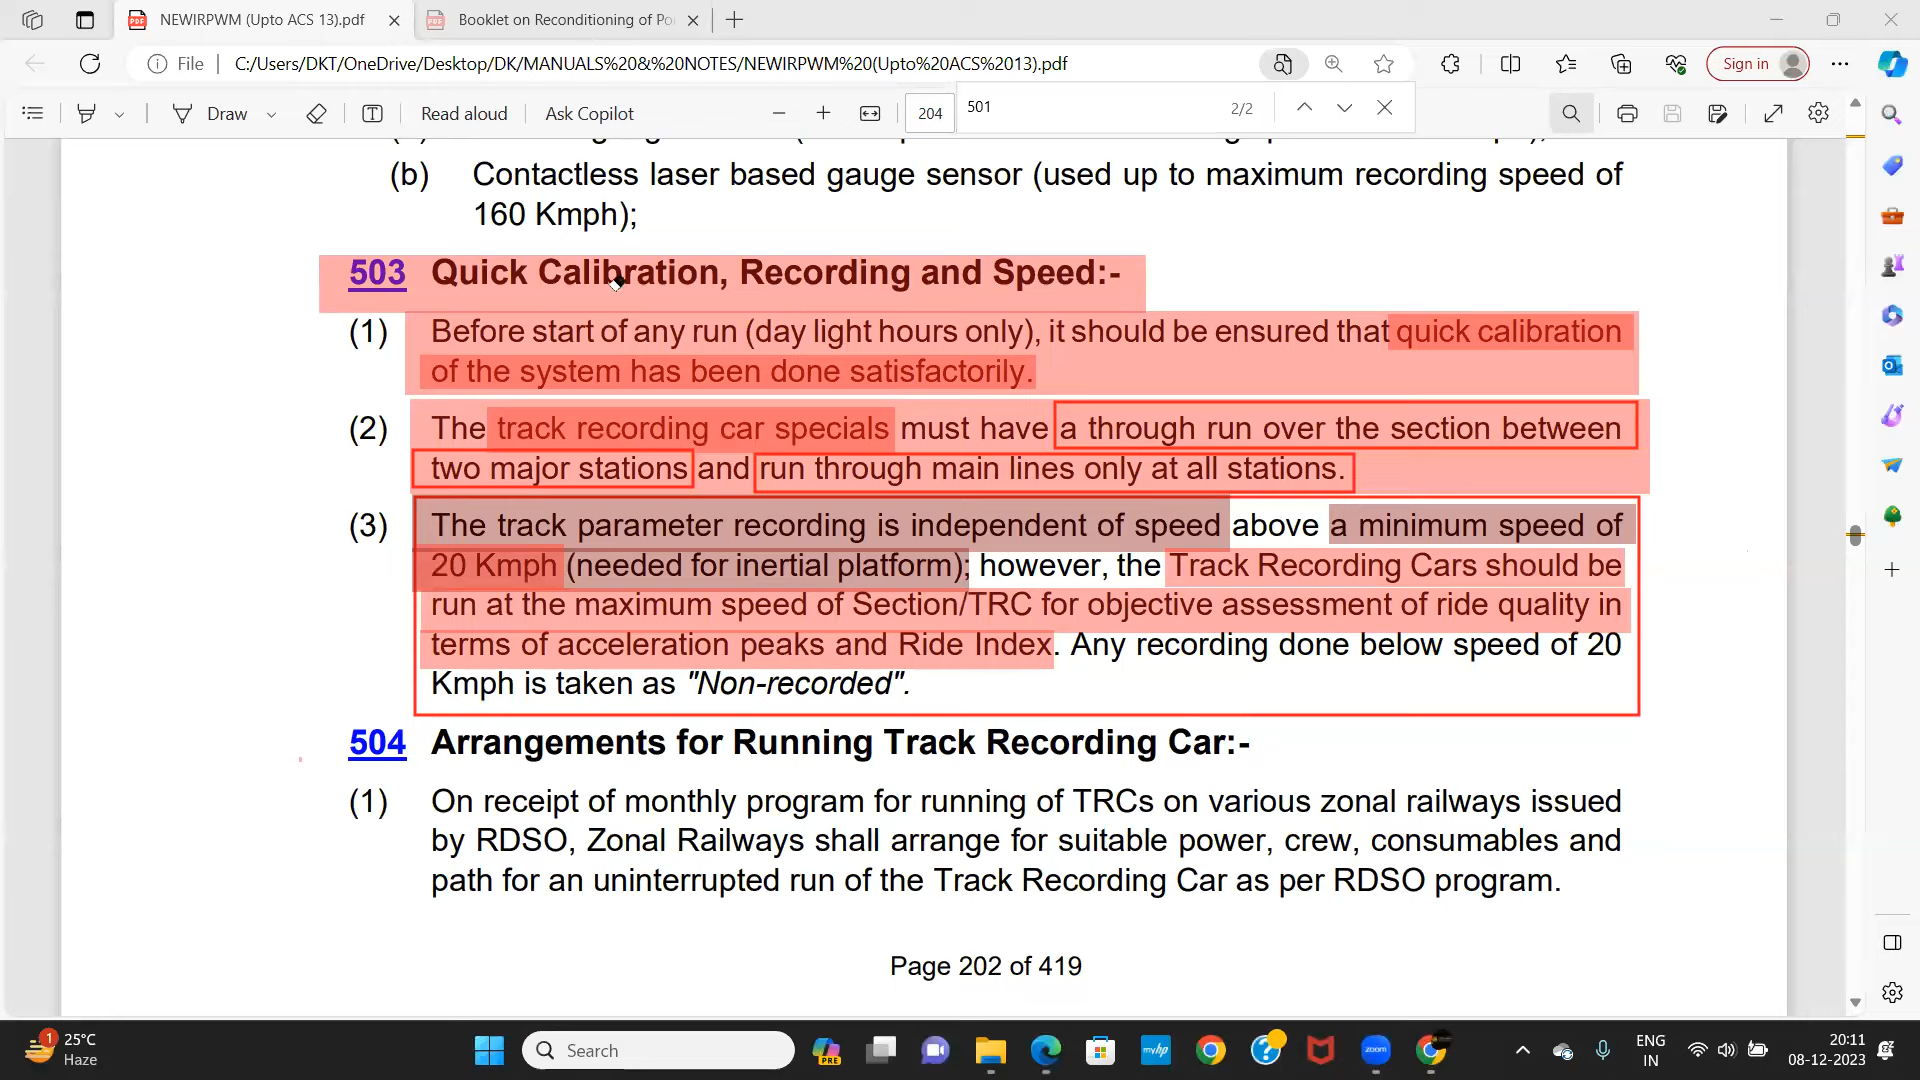 NEWIRPWM (Upto ACS 13).pdf
Booklet on Reconditioning of Po
File
C:/Users/DKT/OneDrive/Desktop/DK/MANUALS%20&%20NOTES/NEWIRPWM%20(Upto%20ACS%2013).pdf
Sign in
Draw
Read aloud
Ask Copilot
204
501
2/2
(b) Contactless laser based gauge sensor (used up to maximum recording speed of
160 Kmph);
503 Quick Calibration, Recording and Speed:-
(1) Before start of any run (day light hours only), it should be ensured that quick calibration
of the system has been done satisfactorily.
(2) The track recording car specials must have a through run over the section between
two major stations and run through main lines only at all stations.
(3) The track parameter recording is independent of speed above a minimum speed of
20 Kmph (needed for inertial platform); however, the Track Recording Cars should be
run at the maximum speed of Section/TRC for objective assessment of ride quality in
terms of acceleration peaks and Ride Index. Any recording done below speed of 20
Kmph is taken as "Non-recorded".
504 Arrangements for Running Track Recording Car:-
(1) On receipt of monthly program for running of TRCs on various zonal railways issued
by RDSO, Zonal Railways shall arrange for suitable power, crew, consumables and
path for an uninterrupted run of the Track Recording Car as per RDSO program.
Page 202 of 419
1
25°C
Haze
Search
PRE
myhp
zoom
ENG
IN
20:11
08-12-2023